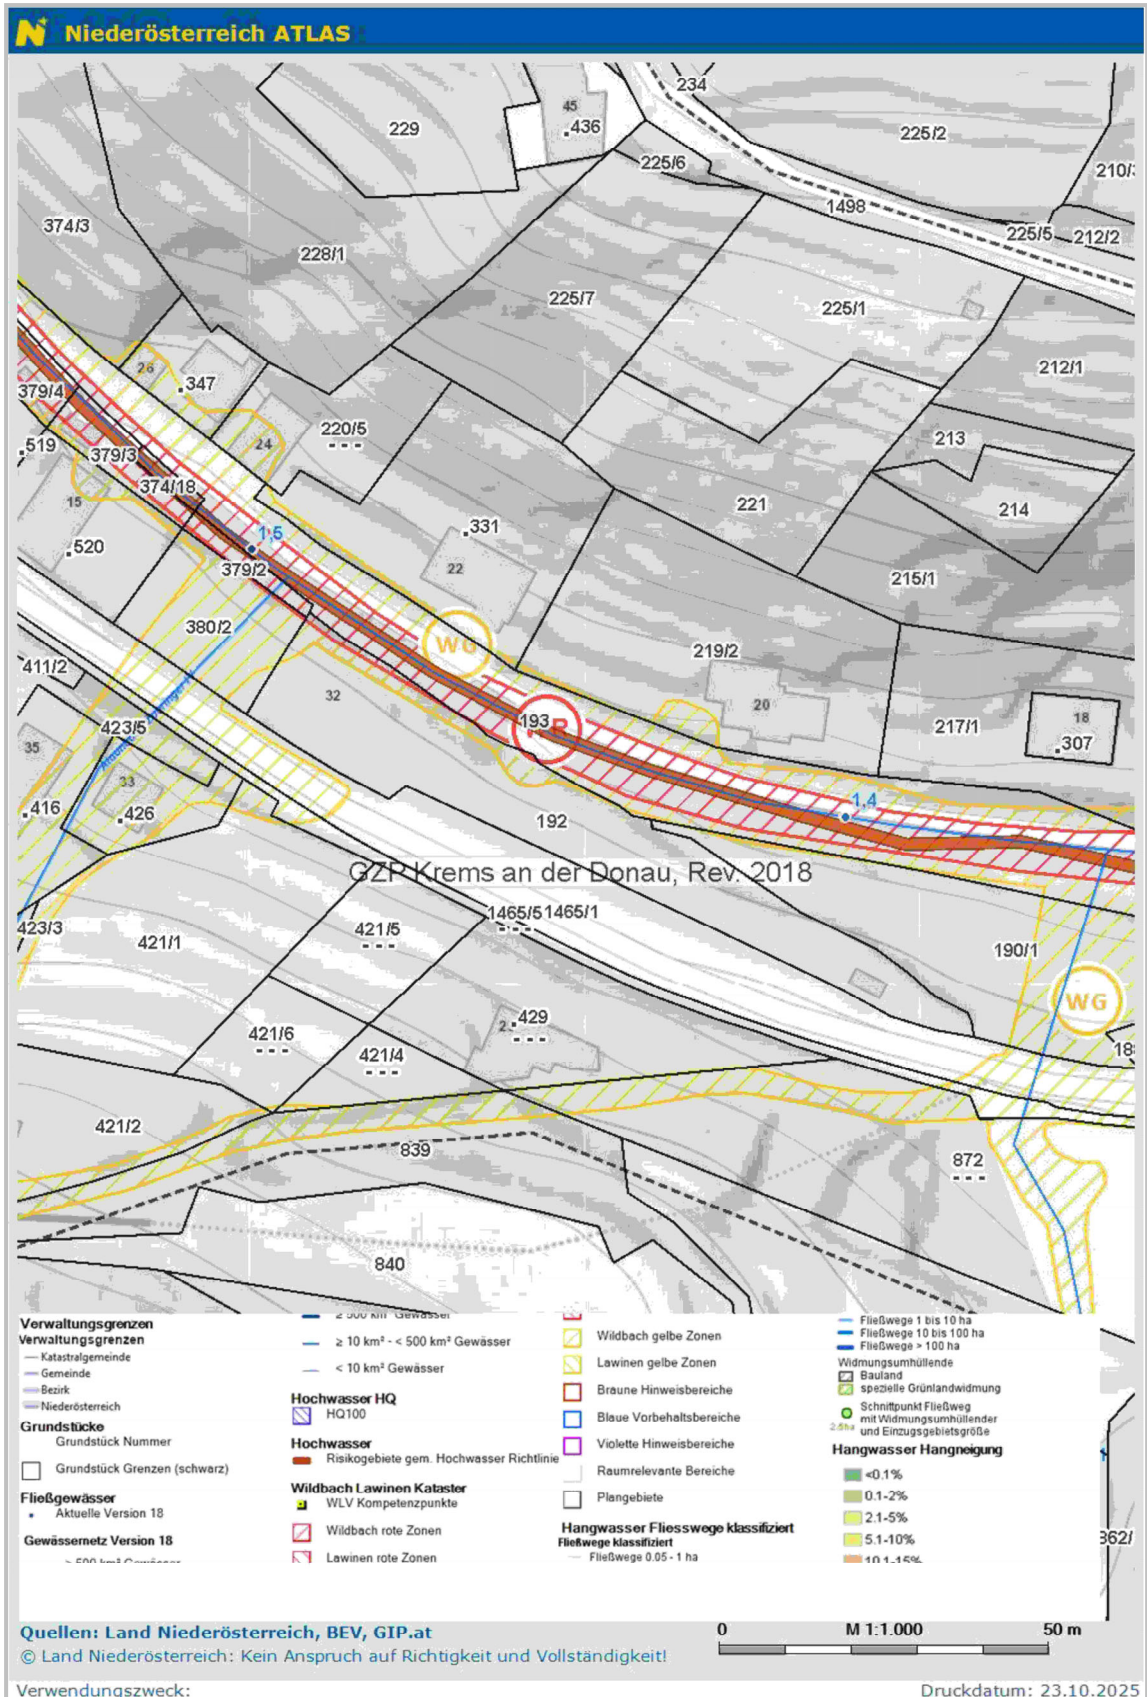 Niederösterreich ATLAS
234
45
436
229
225/2
225/6
210/3
1498
374/3
225/5
212/2
228/1
225/7
225/1
212/1
26
347
379/4
220/5
213
24
519
379/3
374/18
15
221
214
331
1,5
520
22
379/2
215/1
380/2
WG
219/2
411/2
32
20
193
423/5
217/1
18
35
307
33
1,4
416
426
192
GZP Krems an der Donau, Rev. 2018
1465/5
1465/1
423/3
421/1
421/5
190/1
WG
429
421/6
421/4
421/2
839
872
840
Verwaltungsgrenzen
Verwaltungsgrenzen
Katastralgemeinde
Gemeinde
Bezirk
Niederösterreich
Grundstücke
Grundstück Nummer
Grundstück Grenzen (schwarz)
Fließgewässer
Aktuelle Version 18
Gewässernetz Version 18
≥ 500 km² Gewässer
≥ 500 km² Gewässer
≥ 10 km² - < 500 km² Gewässer
< 10 km² Gewässer
Hochwasser HQ
HQ100
Hochwasser
Risikogebiete gem. Hochwasser Richtlinie
Wildbach Lawinen Kataster
WLV Kompetenzpunkte
Wildbach rote Zonen
Lawinen rote Zonen
Wildbach gelbe Zonen
Lawinen gelbe Zonen
Braune Hinweisbereiche
Blaue Vorbehaltsbereiche
Violette Hinweisbereiche
Raumrelevante Bereiche
Plangebiete
Hangwasser Fliesswege klassifiziert
Fließwege klassifiziert
Fließwege 0.05 - 1 ha
Fließwege 1 bis 10 ha
Fließwege 10 bis 100 ha
Fließwege > 100 ha
Widmungsumhüllende
Bauland
spezielle Grünlandwidmung
Schnittpunkt Fließweg
mit Widmungsumhüllender
2.5ha und Einzugsgebietsgröße
Hangwasser Hangneigung
<0.1%
0.1-2%
2.1-5%
5.1-10%
10.1-15%
Quellen: Land Niederösterreich, BEV, GIP.at
© Land Niederösterreich: Kein Anspruch auf Richtigkeit und Vollständigkeit!
0 M 1:1.000 50 m
Verwendungszweck:
Druckdatum: 23.10.2025